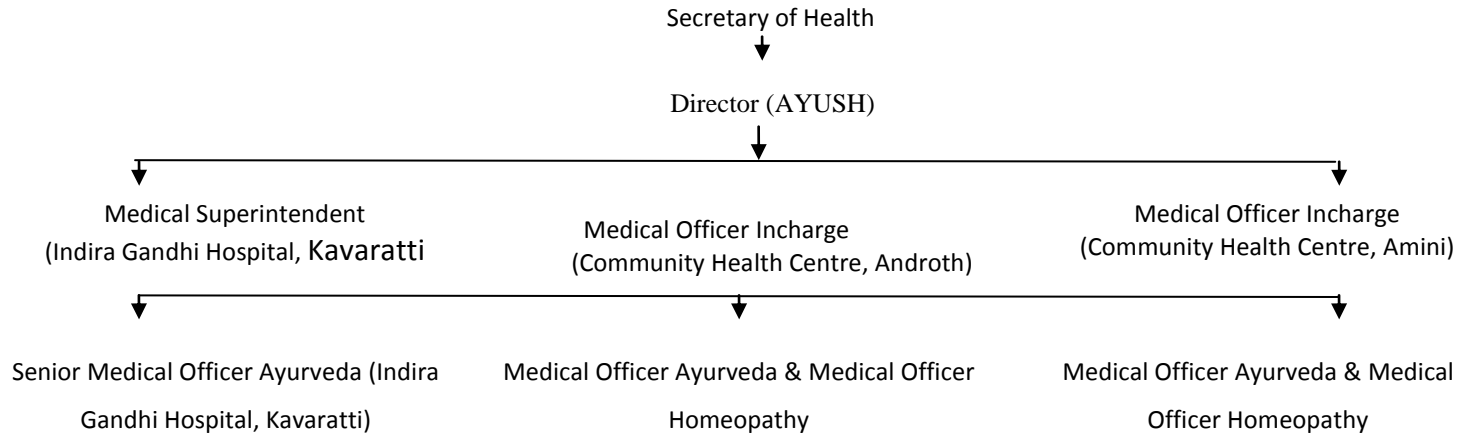 Secretary of Health
Director (AYUSH)
Medical Superintendent
(Indira Gandhi Hospital, Kavaratti
Medical Officer Incharge
(Community Health Centre, Androth)
Medical Officer Incharge
(Community Health Centre, Amini)
Senior Medical Officer Ayurveda (Indira
Gandhi Hospital, Kavaratti)
Medical Officer Ayurveda & Medical Officer
Homeopathy
Medical Officer Ayurveda & Medical
Officer Homeopathy